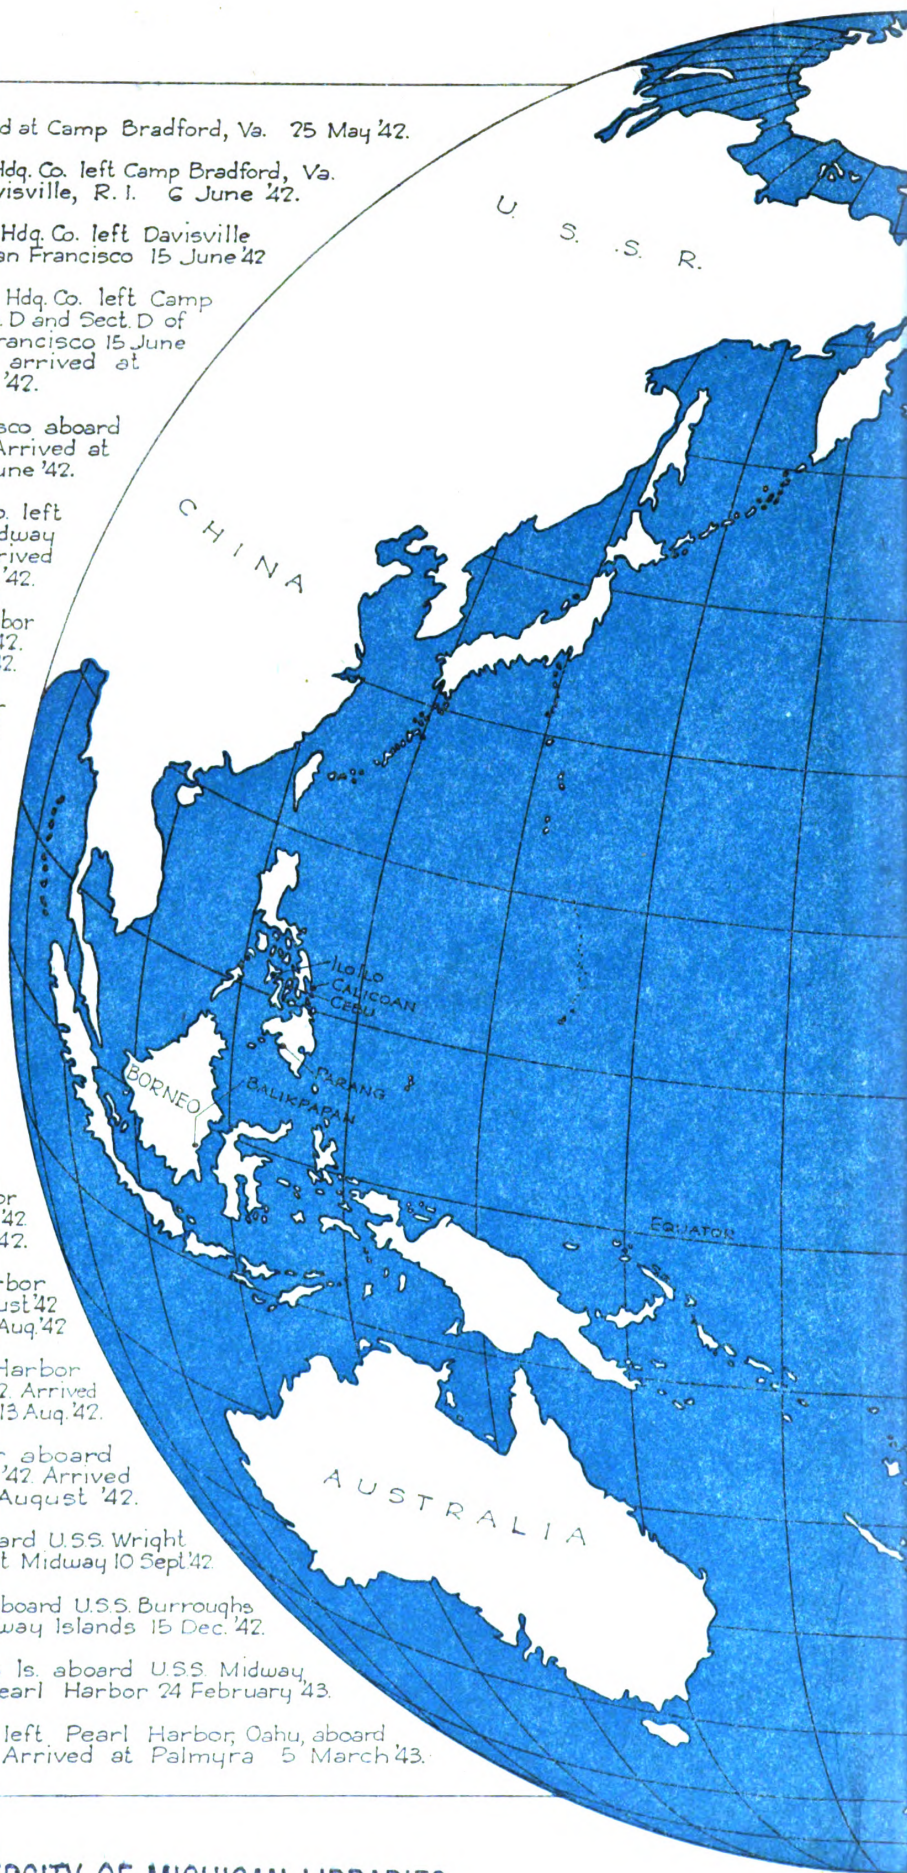 d at Camp Bradford, Va. 25 May '42.
Hdq. Co. left Camp Bradford, Va.
visville, R. I. 6 June '42.
Hdq. Co. left Davisville
an Francisco 15 June '42
Hdq. Co. left Camp
. D and Sect. D of
rancisco 15 June
arrived at
'42.
sco aboard
Arrived at
une '42.
o. left
dway
rived
'42.
bor
42.
42.
or
'42.
42.
rbor
ust '42
Aug. '42
Harbor
2. Arrived
13 Aug. '42.
r aboard
'42. Arrived
August '42.
ard U.S.S. Wright
t Midway 10 Sept. '42
board U.S.S. Burroughs
way Islands 15 Dec. '42.
Is. aboard U.S.S. Midway,
earl Harbor 24 February '43.
left Pearl Harbor, Oahu, aboard
Arrived at Palmyra 5 March '43.
U. S. S. R.
CHINA
ILOILO
CALICOAN
CEBU
PARANG
BORNEO
BALIKPAPAN
EQUATOR
AUSTRALIA
ERSITY OF MICHIGAN LIBRARIES